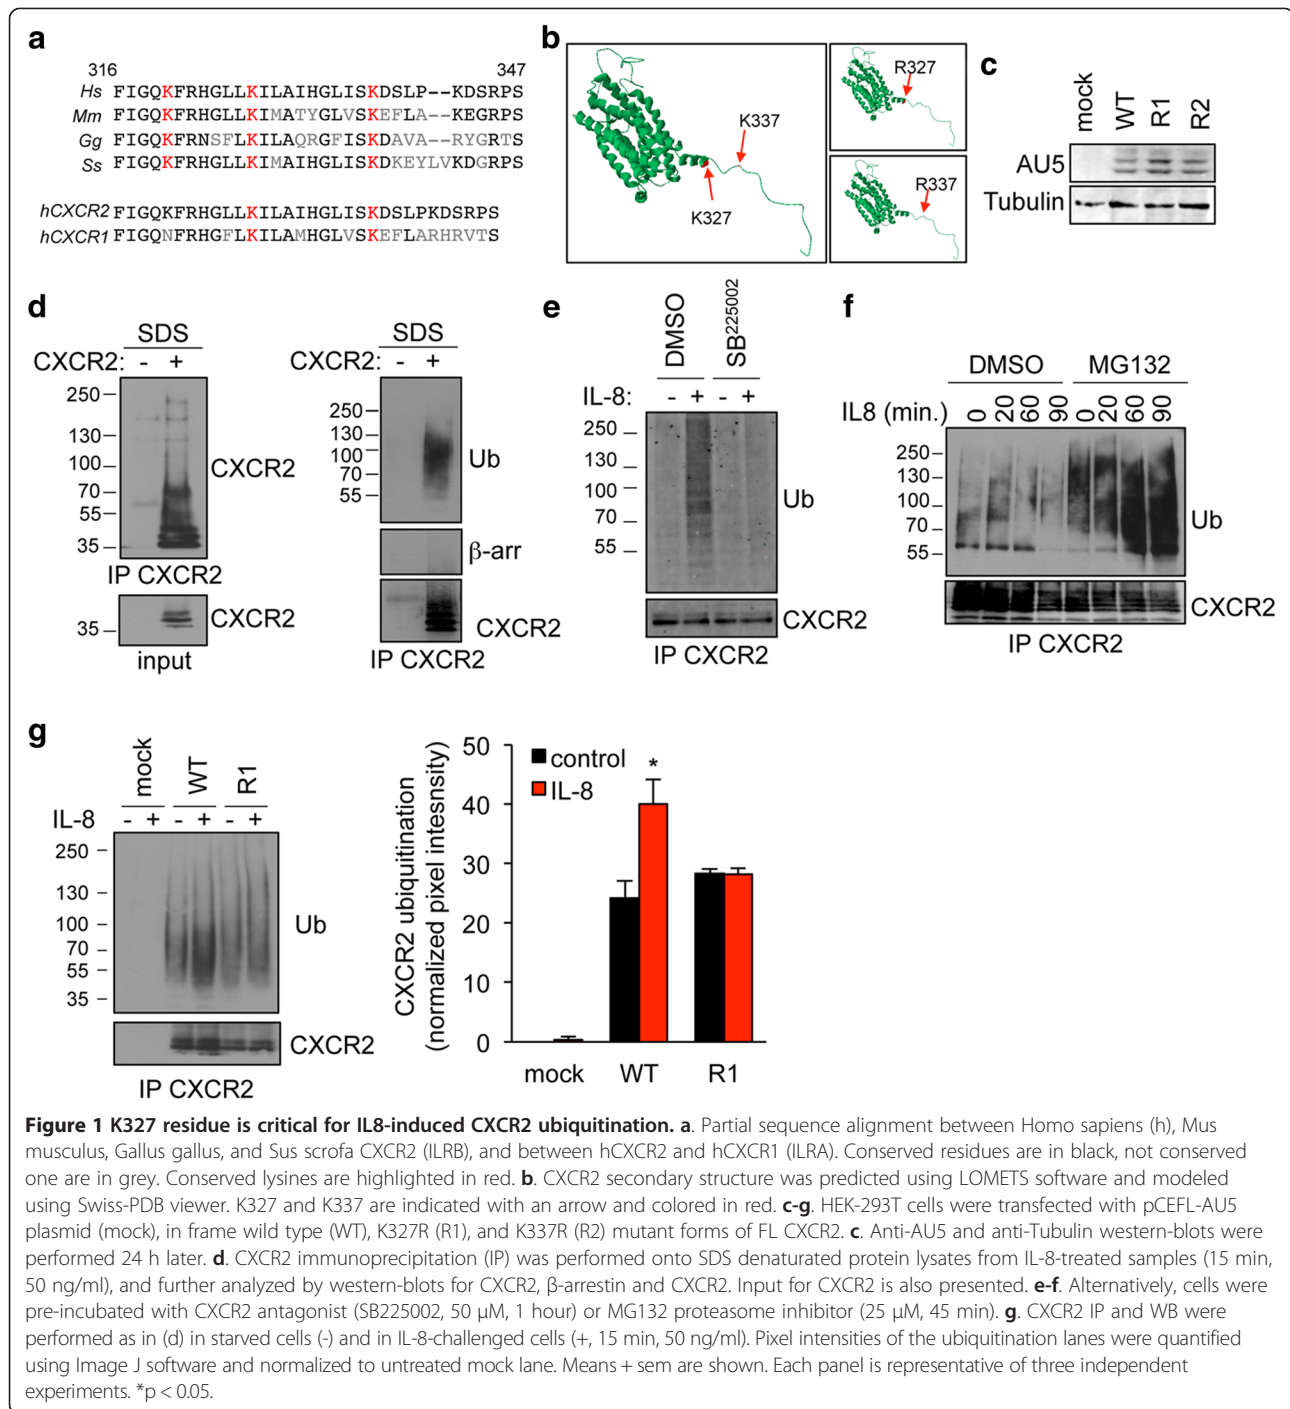 a
316 347
Hs FIGQKFRHGLLKILAIHGLISKDSLP--KDSRPS
Mm FIGQKFRHGLLKIMATYGLVSKEFLA--KEGRPS
Gg FIGQKFRNSFLKILAQRGFISKDAVA--RYGRTS
Ss FIGQKFRHGLLKILAIHGLISKDKEYLVKDGRPS
hCXCR2 FIGQKFRHGLLKILAIHGLISKDSLPKDSRPS
hCXCR1 FIGQNFRHGFLKILAMHGLVSKEFLARHRVTS
b
K337
K327
R327
R337
c
mock WT R1 R2
AU5
Tubulin
d
SDS
CXCR2: - +
250
130
100
70
55
35
CXCR2
IP CXCR2
35
CXCR2
input
SDS
CXCR2: - +
250
130
100
70
55
Ub
β-arr
CXCR2
IP CXCR2
e
DMSO SB225002
IL-8: - + - +
250
130
100
70
55
Ub
CXCR2
IP CXCR2
f
DMSO MG132
IL8 (min.) 0 20 60 90 0 20 60 90
250
130
100
70
55
Ub
CXCR2
IP CXCR2
g
mock WT R1
IL-8 - + - + - +
250
130
100
70
55
35
Ub
CXCR2
IP CXCR2
CXCR2 ubiquitination
(normalized pixel intesnsity)
50
40
30
20
10
0
control
IL-8
*
mock WT R1
Figure 1 K327 residue is critical for IL8-induced CXCR2 ubiquitination. a. Partial sequence alignment between Homo sapiens (h), Mus
musculus, Gallus gallus, and Sus scrofa CXCR2 (ILRB), and between hCXCR2 and hCXCR1 (ILRA). Conserved residues are in black, not conserved
one are in grey. Conserved lysines are highlighted in red. b. CXCR2 secondary structure was predicted using LOMETS software and modeled
using Swiss-PDB viewer. K327 and K337 are indicated with an arrow and colored in red. c-g. HEK-293T cells were transfected with pCEFL-AU5
plasmid (mock), in frame wild type (WT), K327R (R1), and K337R (R2) mutant forms of FL CXCR2. c. Anti-AU5 and anti-Tubulin western-blots were
performed 24 h later. d. CXCR2 immunoprecipitation (IP) was performed onto SDS denatured protein lysates from IL-8-treated samples (15 min,
50 ng/ml), and further analyzed by western-blots for CXCR2, β-arrestin and CXCR2. Input for CXCR2 is also presented. e-f. Alternatively, cells were
pre-incubated with CXCR2 antagonist (SB225002, 50 μM, 1 hour) or MG132 proteasome inhibitor (25 μM, 45 min). g. CXCR2 IP and WB were
performed as in (d) in starved cells (-) and in IL-8-challenged cells (+, 15 min, 50 ng/ml). Pixel intensities of the ubiquitination lanes were quantified
using Image J software and normalized to untreated mock lane. Means + sem are shown. Each panel is representative of three independent
experiments. *p < 0.05.